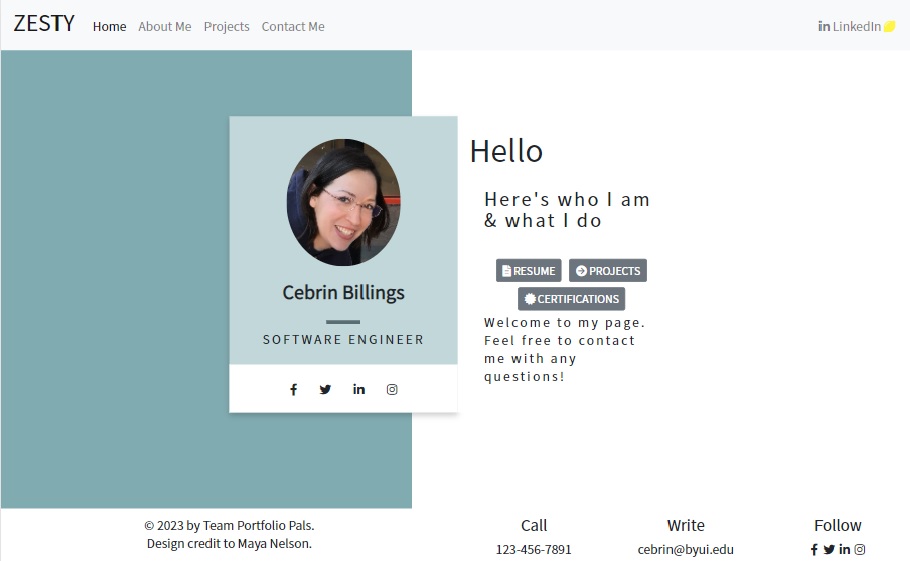 ZESTY Home About Me Projects Contact Me LinkedIn
Cebrin Billings
SOFTWARE ENGINEER
Hello
Here's who I am
& what I do
RESUME PROJECTS
CERTIFICATIONS
Welcome to my page.
Feel free to contact
me with any
questions!
© 2023 by Team Portfolio Pals.
Design credit to Maya Nelson.
Call
123-456-7891
Write
cebrin@byui.edu
Follow